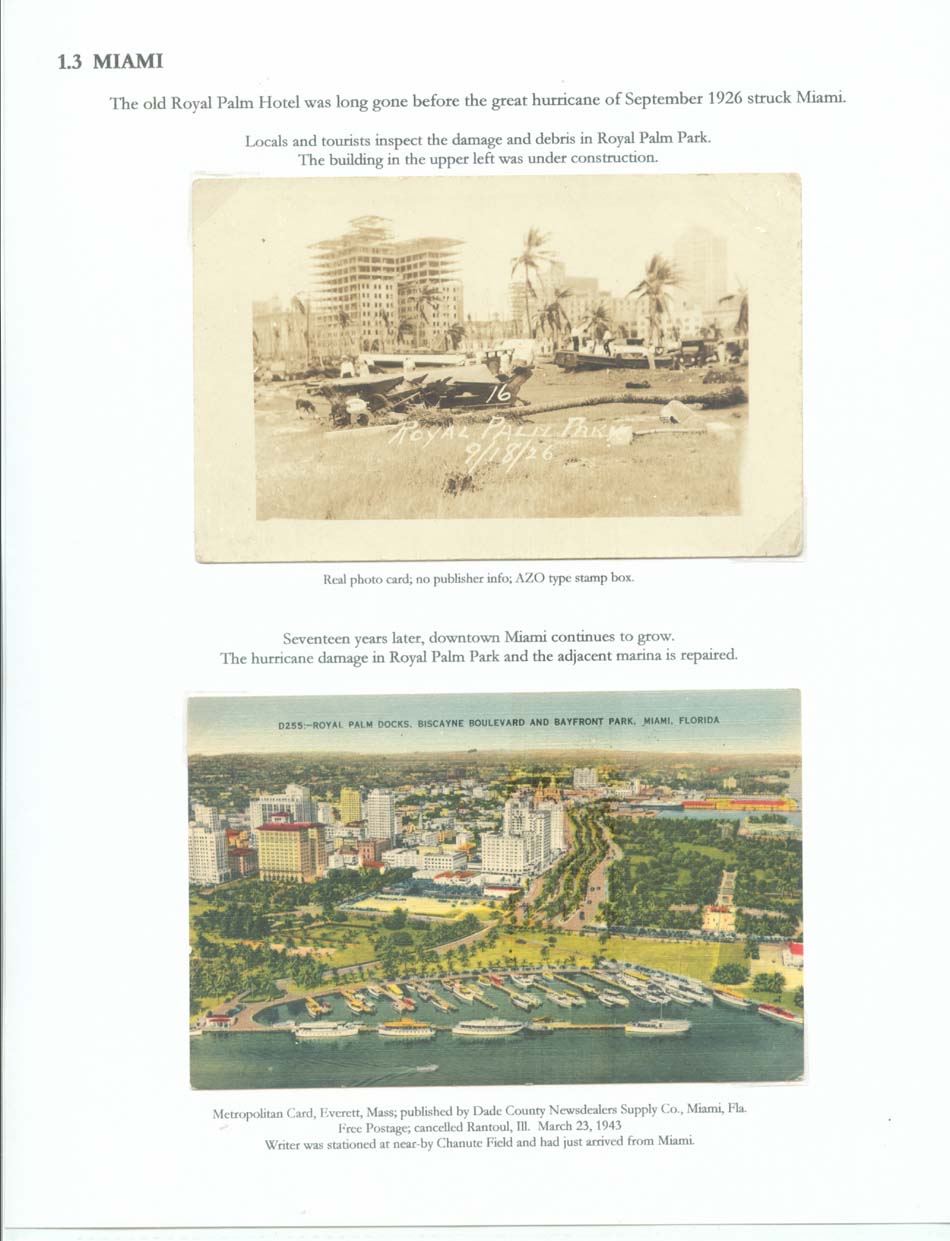 1.3 MIAMI
The old Royal Palm Hotel was long gone before the great hurricane of September 1926 struck Miami.
Locals and tourists inspect the damage and debris in Royal Palm Park.
The building in the upper left was under construction.
16
ROYAL PALM PARK
9/18/26
Real photo card; no publisher info; AZO type stamp box.
Seventeen years later, downtown Miami continues to grow.
The hurricane damage in Royal Palm Park and the adjacent marina is repaired.
D255:—ROYAL PALM DOCKS, BISCAYNE BOULEVARD AND BAYFRONT PARK, MIAMI, FLORIDA
Metropolitan Card, Everett, Mass; published by Dade County Newsdealers Supply Co., Miami, Fla.
Free Postage; cancelled Rantoul, Ill.  March 23, 1943
Writer was stationed at near-by Chanute Field and had just arrived from Miami.